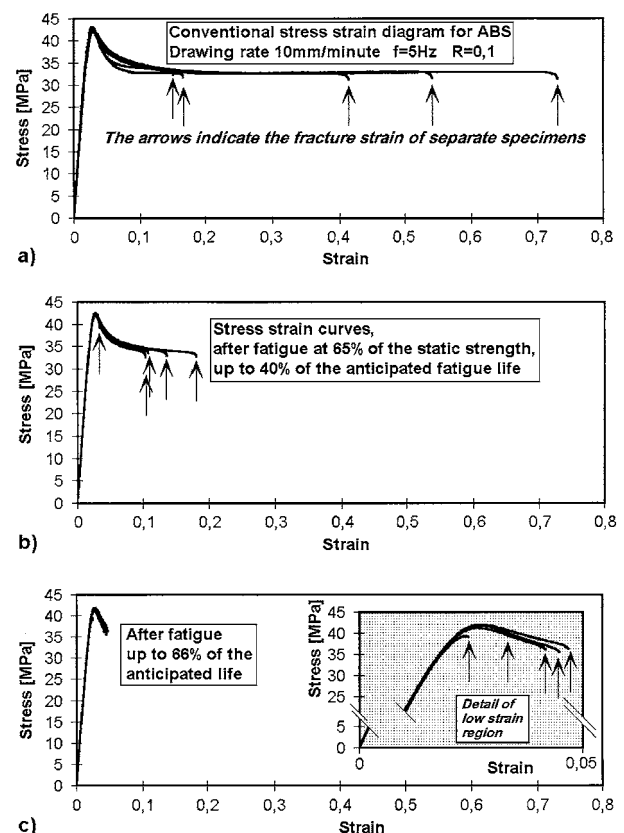 a)
Stress [MPa]
45
40
35
30
25
20
15
10
5
0
Conventional stress strain diagram for ABS
Drawing rate 10mm/minute f=5Hz R=0,1
The arrows indicate the fracture strain of separate specimens
0 0,1 0,2 0,3 0,4 0,5 0,6 0,7 0,8
Strain
b)
Stress [MPa]
45
40
35
30
25
20
15
10
5
0
Stress strain curves,
after fatigue at 65% of the static strength,
up to 40% of the anticipated fatigue life
0 0,1 0,2 0,3 0,4 0,5 0,6 0,7 0,8
Strain
c)
Stress [MPa]
45
40
35
30
25
20
15
10
5
0
After fatigue
up to 66% of the
anticipated life
Stress [MPa]
45
40
35
30
25
5
0
Detail of
low strain
region
0 Strain 0,05
0 0,1 0,2 0,3 0,4 0,5 0,6 0,7 0,8
Strain